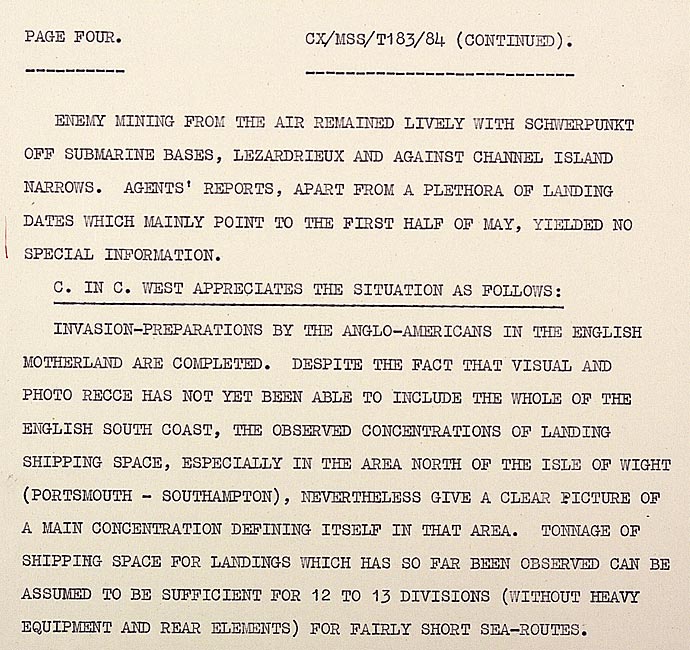 PAGE FOUR.
CX/MSS/T183/84 (CONTINUED).
ENEMY MINING FROM THE AIR REMAINED LIVELY WITH SCHWERPUNKT
OFF SUBMARINE BASES, LEZARDRIEUX AND AGAINST CHANNEL ISLAND
NARROWS. AGENTS' REPORTS, APART FROM A PLETHORA OF LANDING
DATES WHICH MAINLY POINT TO THE FIRST HALF OF MAY, YIELDED NO
SPECIAL INFORMATION.
C. IN C. WEST APPRECIATES THE SITUATION AS FOLLOWS:
INVASION-PREPARATIONS BY THE ANGLO-AMERICANS IN THE ENGLISH
MOTHERLAND ARE COMPLETED. DESPITE THE FACT THAT VISUAL AND
PHOTO RECCE HAS NOT YET BEEN ABLE TO INCLUDE THE WHOLE OF THE
ENGLISH SOUTH COAST, THE OBSERVED CONCENTRATIONS OF LANDING
SHIPPING SPACE, ESPECIALLY IN THE AREA NORTH OF THE ISLE OF WIGHT
(PORTSMOUTH - SOUTHAMPTON), NEVERTHELESS GIVE A CLEAR PICTURE OF
A MAIN CONCENTRATION DEFINING ITSELF IN THAT AREA. TONNAGE OF
SHIPPING SPACE FOR LANDINGS WHICH HAS SO FAR BEEN OBSERVED CAN BE
ASSUMED TO BE SUFFICIENT FOR 12 TO 13 DIVISIONS (WITHOUT HEAVY
EQUIPMENT AND REAR ELEMENTS) FOR FAIRLY SHORT SEA-ROUTES.